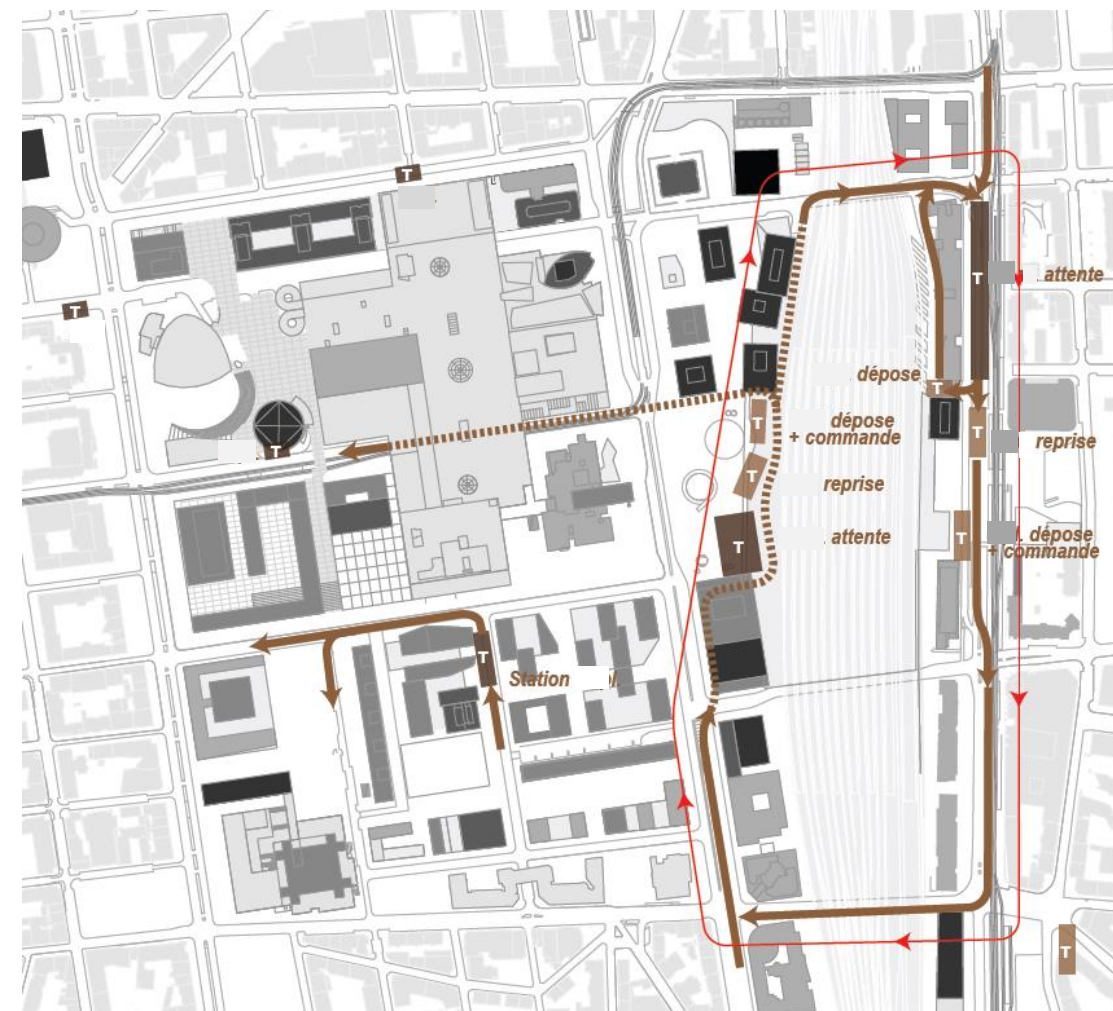 T
T
T
attente
T
dépose
T
dépose
+ commande
T
T
reprise
T
T
reprise
T
attente
T
dépose
+ commande
T
Station
T